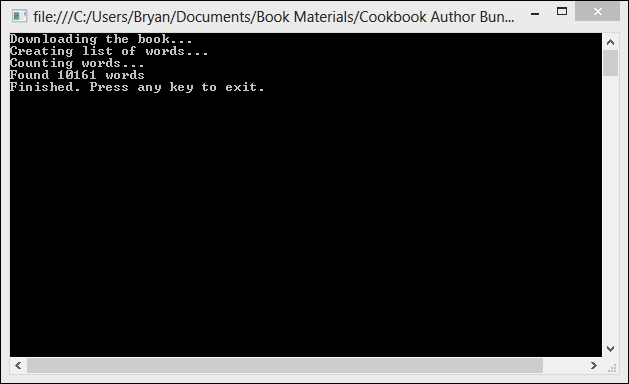 file:///C:/Users/Bryan/Documents/Book Materials/Cookbook Author Bun...
Downloading the book...
Creating list of words...
Counting words...
Found 10161 words
Finished. Press any key to exit.